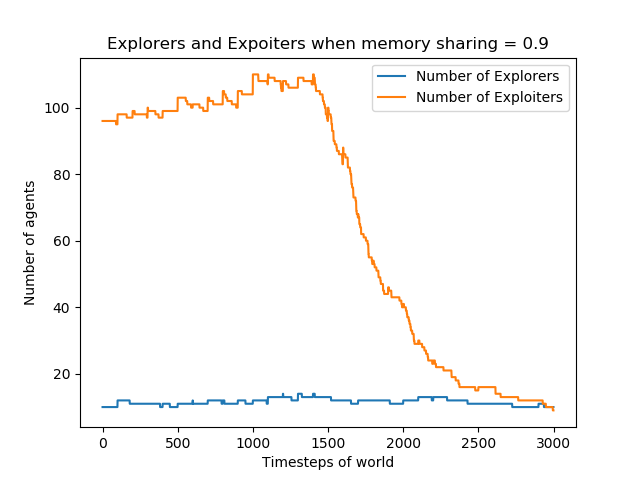 Explorers and Expoiters when memory sharing = 0.9
Number of Explorers
Number of Exploiters
Number of agents
100
80
60
40
20
0 500 1000 1500 2000 2500 3000
Timesteps of world